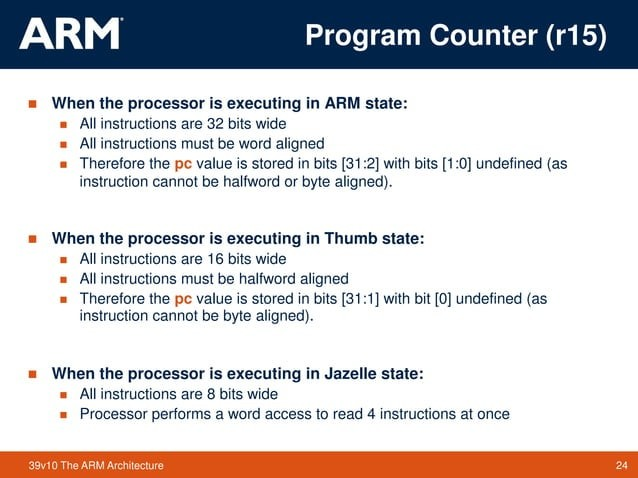 ARM®
Program Counter (r15)
When the processor is executing in ARM state:
All instructions are 32 bits wide
All instructions must be word aligned
Therefore the pc value is stored in bits [31:2] with bits [1:0] undefined (as
instruction cannot be halfword or byte aligned).
When the processor is executing in Thumb state:
All instructions are 16 bits wide
All instructions must be halfword aligned
Therefore the pc value is stored in bits [31:1] with bit [0] undefined (as
instruction cannot be byte aligned).
When the processor is executing in Jazelle state:
All instructions are 8 bits wide
Processor performs a word access to read 4 instructions at once
39v10 The ARM Architecture
24